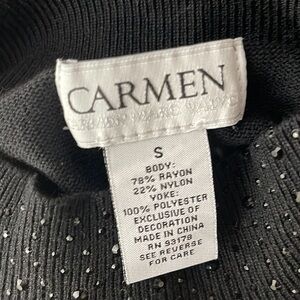 CARMEN
S
BODY:
78% RAYON
22% NYLON
YOKE:
100% POLYESTER
EXCLUSIVE OF
DECORATION
MADE IN CHINA
RN 93179
SEE REVERSE
FOR CARE